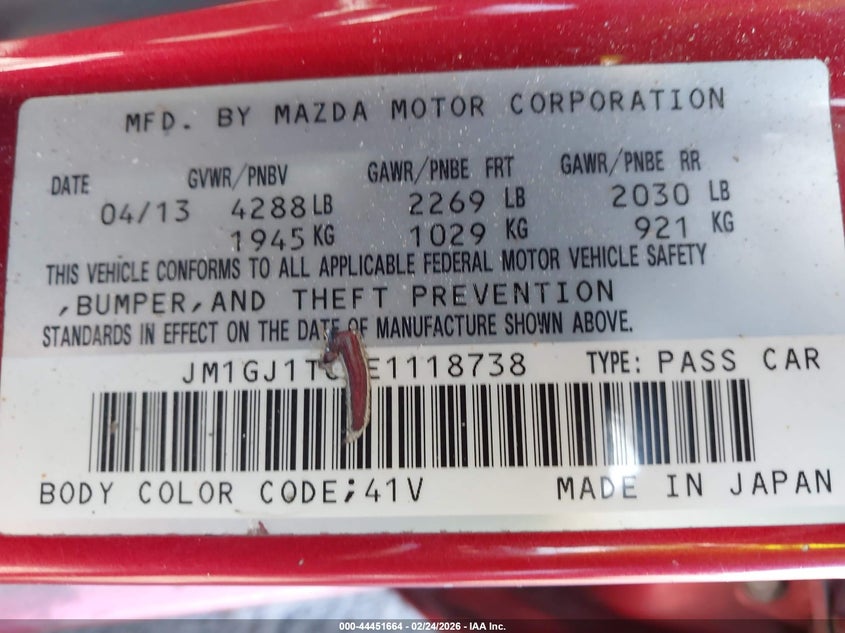 MFD. BY MAZDA MOTOR CORPORATION
DATE GVWR/PNBV GAWR/PNBE FRT GAWR/PNBE RR
04/13 4288 LB 2269 LB 2030 LB
1945 KG 1029 KG 921 KG
THIS VEHICLE CONFORMS TO ALL APPLICABLE FEDERAL MOTOR VEHICLE SAFETY
,BUMPER,AND THEFT PREVENTION
STANDARDS IN EFFECT ON THE DATE OF MANUFACTURE SHOWN ABOVE.
TYPE: PASS CAR
BODY COLOR CODE;41V MADE IN JAPAN
000-44451664 - 02/24/2026 - IAA Inc.